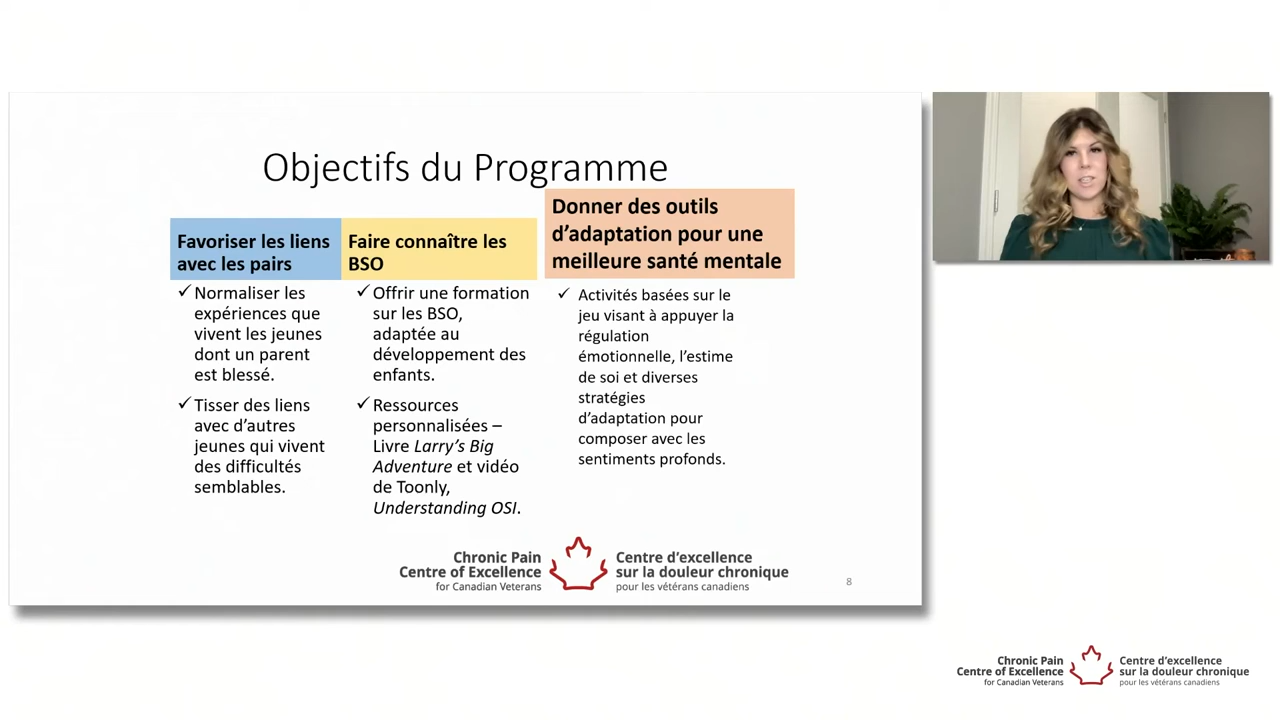 Objectifs du Programme
Favoriser les liens
avec les pairs
Normaliser les
expériences que
vivent les jeunes
dont un parent
est blessé.
Tisser des liens
avec d'autres
jeunes qui vivent
des difficultés
semblables.
Faire connaître les
BSO
Offrir une formation
sur les BSO,
adaptée au
développement des
enfants.
Ressources
personnalisées –
Livre Larry's Big
Adventure et vidéo
de Toonly,
Understanding OSI.
Donner des outils
d'adaptation pour une
meilleure santé mentale
Activités basées sur le
jeu visant à appuyer la
régulation
émotionnelle, l'estime
de soi et diverses
stratégies
d'adaptation pour
composer avec les
sentiments profonds.
Chronic Pain
Centre of Excellence
for Canadian Veterans
Centre d'excellence
sur la douleur chronique
pour les vétérans canadiens
8
Chronic Pain
Centre of Excellence
for Canadian Veterans
Centre d'excellence
sur la douleur chronique
pour les vétérans canadiens